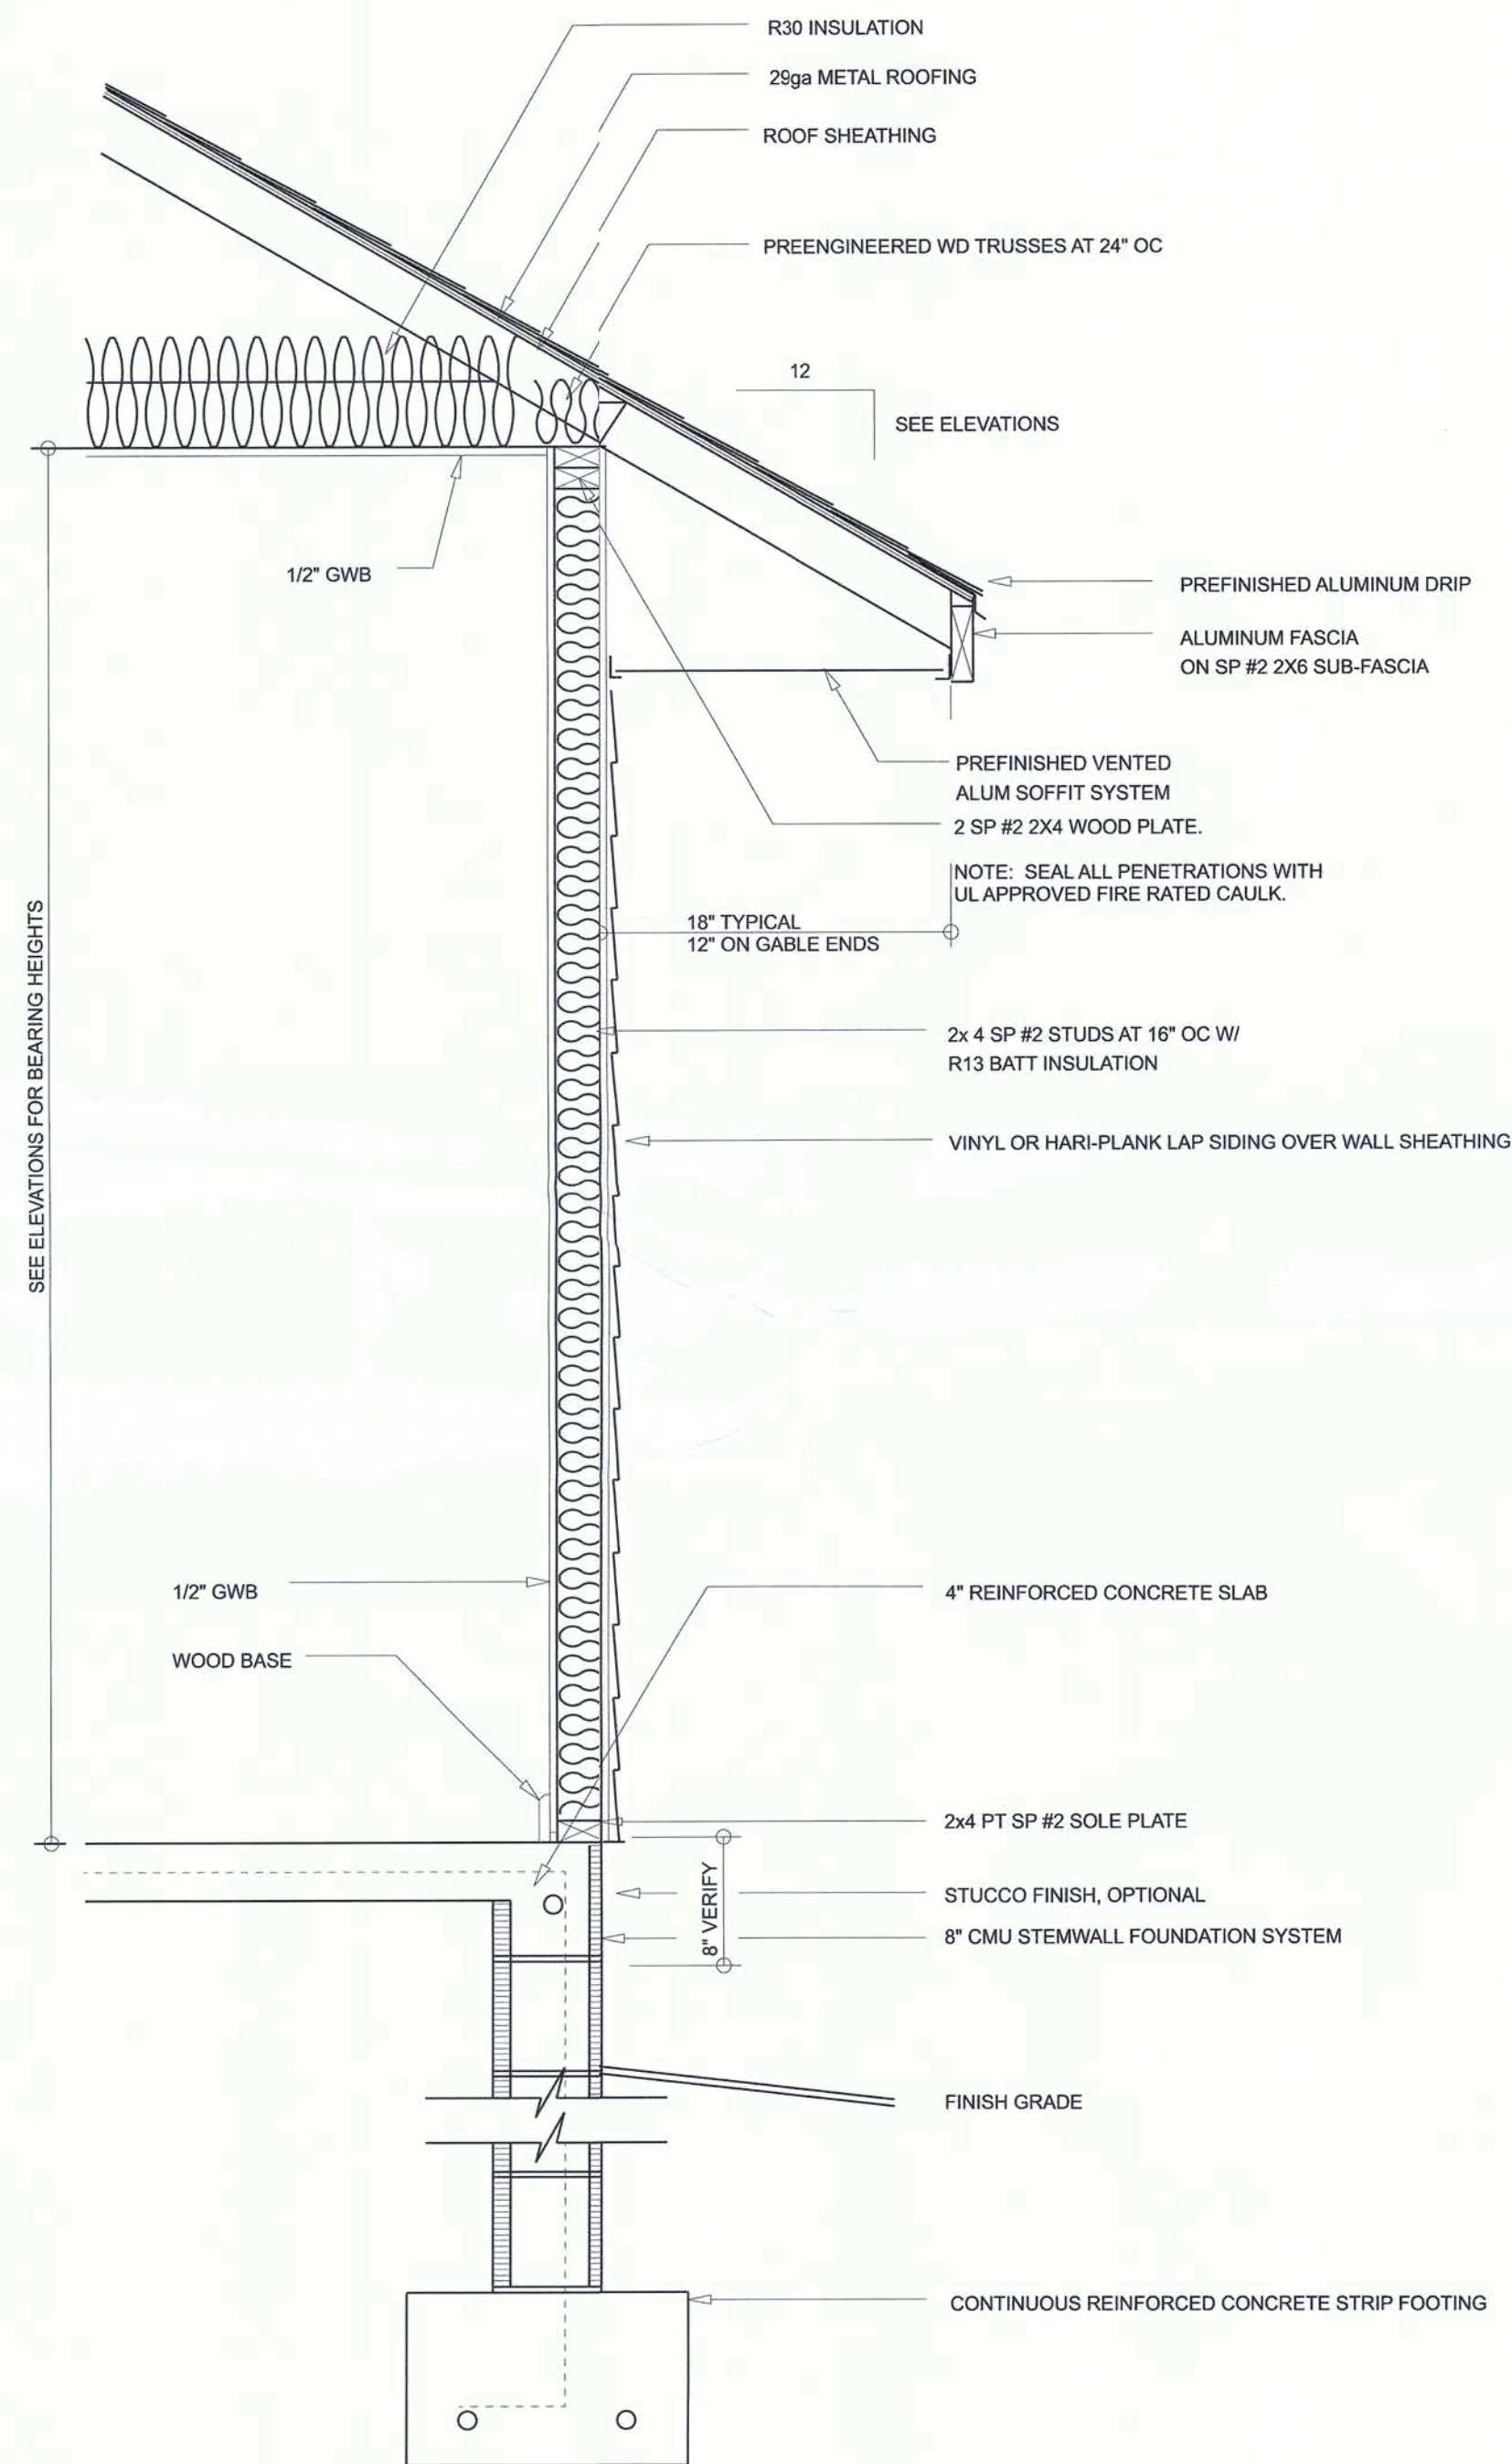 R30 INSULATION
29ga METAL ROOFING
ROOF SHEATHING
PREENGINEERED WD TRUSSES AT 24" OC
12
SEE ELEVATIONS
1/2" GWB
PREFINISHED ALUMINUM DRIP
ALUMINUM FASCIA
ON SP #2 2X6 SUB-FASCIA
PREFINISHED VENTED
ALUM SOFFIT SYSTEM
2 SP #2 2X4 WOOD PLATE.
NOTE: SEAL ALL PENETRATIONS WITH
UL APPROVED FIRE RATED CAULK.
18" TYPICAL
12" ON GABLE ENDS
SEE ELEVATIONS FOR BEARING HEIGHTS
2x 4 SP #2 STUDS AT 16" OC W/
R13 BATT INSULATION
VINYL OR HARI-PLANK LAP SIDING OVER WALL SHEATHING
1/2" GWB
4" REINFORCED CONCRETE SLAB
WOOD BASE
2x4 PT SP #2 SOLE PLATE
8" VERIFY
STUCCO FINISH, OPTIONAL
8" CMU STEMWALL FOUNDATION SYSTEM
FINISH GRADE
CONTINUOUS REINFORCED CONCRETE STRIP FOOTING